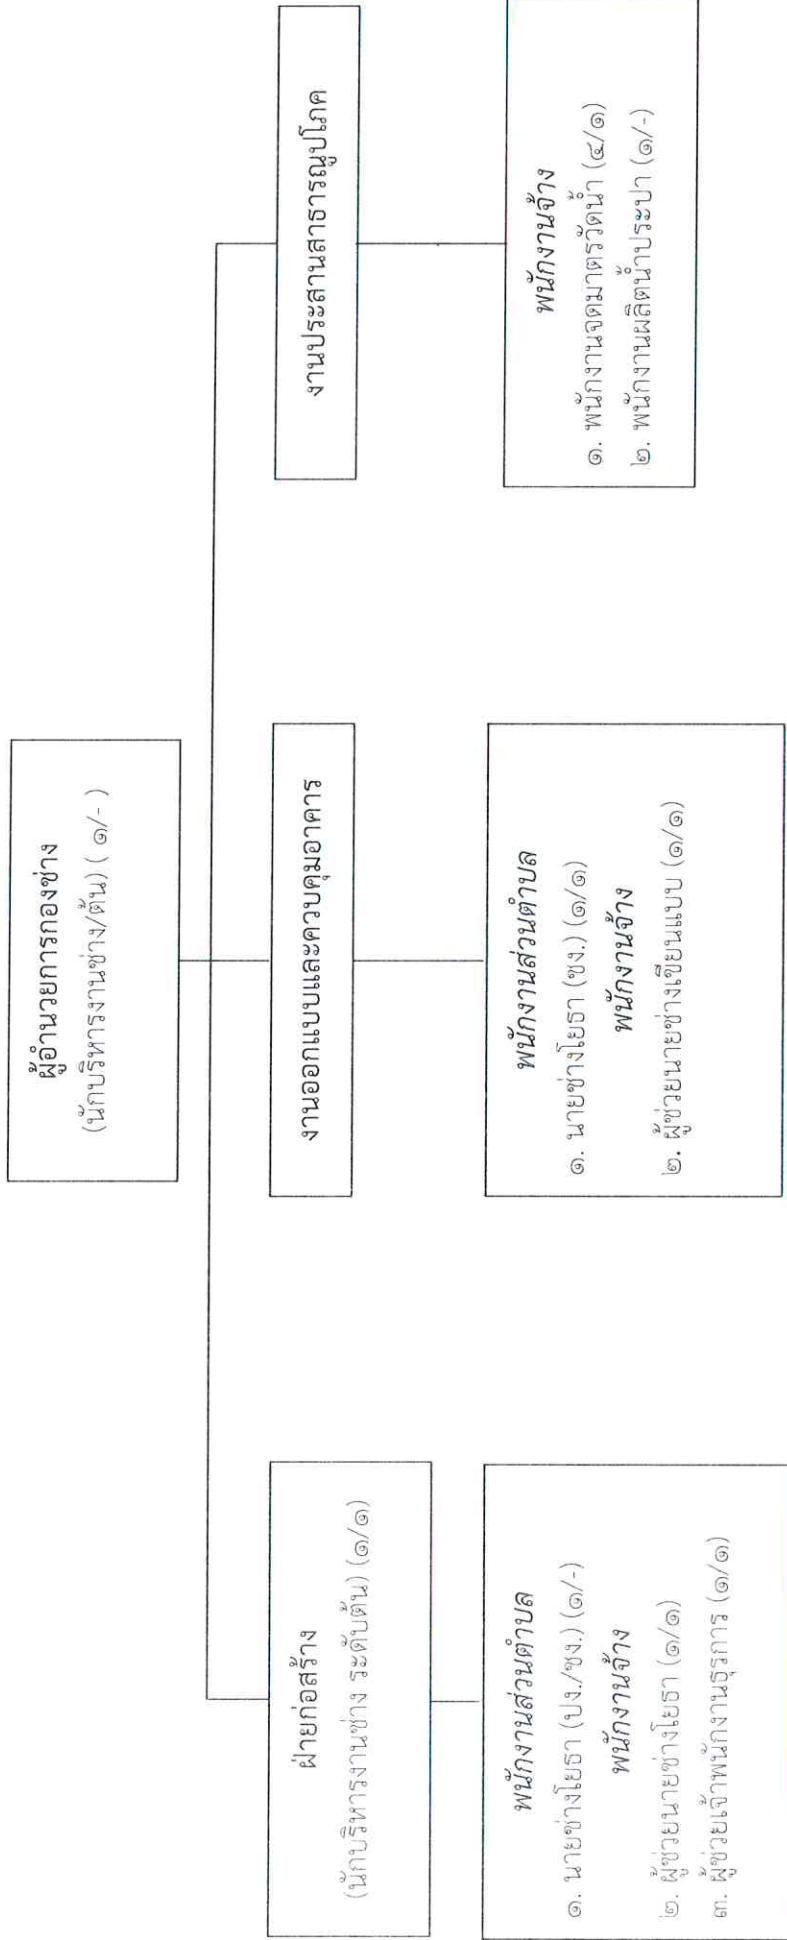 ผู้อำนวยการกองช่าง
(นักบริหารงานช่าง/ต้น) ( ๑/- )
ฝ่ายก่อสร้าง
(นักบริหารงานช่าง ระดับต้น) (๑/๑)
พนักงานส่วนตำบล
๑. นายช่างโยธา (ปง./ชง.) (๑/-)
พนักงานจ้าง
๒. ผู้ช่วยนายช่างโยธา (๑/๑)
๓. ผู้ช่วยเจ้าพนักงานธุรการ (๑/๑)
งานออกแบบและควบคุมอาคาร
พนักงานส่วนตำบล
๑. นายช่างโยธา (ชง.) (๑/๑)
พนักงานจ้าง
๒. ผู้ช่วยนายช่างเขียนแบบ (๑/๑)
งานประสานสาธารณูปโภค
พนักงานจ้าง
๑. พนักงานจดมาตรวัดน้ำ (๔/๑)
๒. พนักงานผลิตน้ำประปา (๑/-)